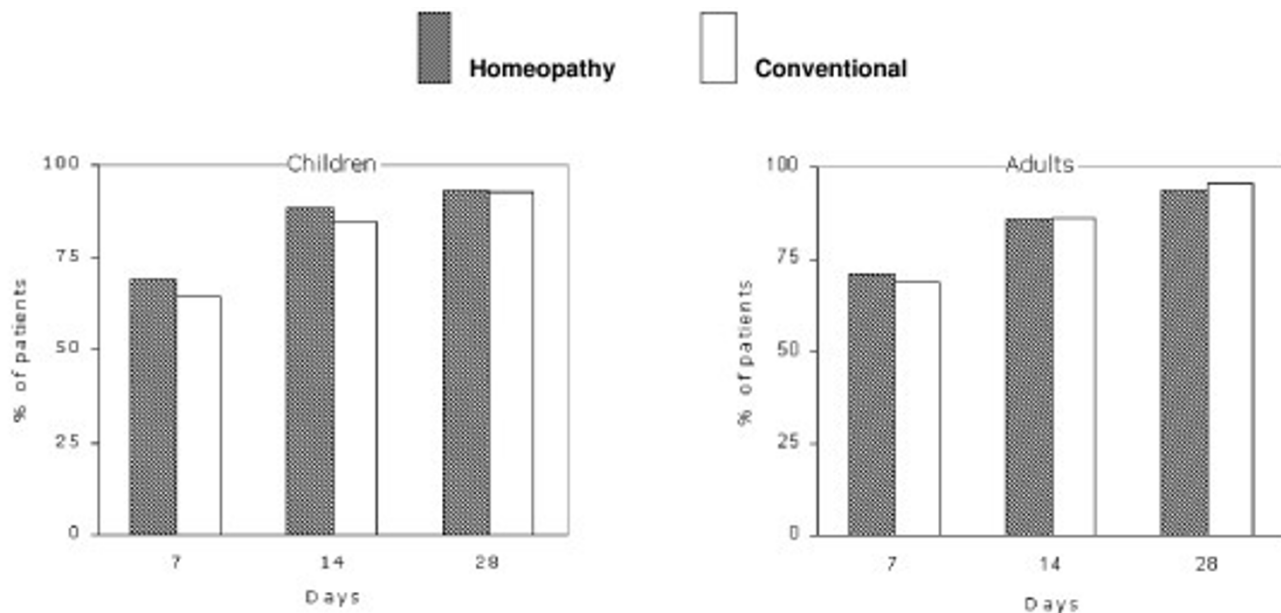 Homeopathy
Conventional
Children
100
75
50
25
0
% of patients
7 14 28
Days
Adults
100
75
50
25
0
% of patients
7 14 28
Days